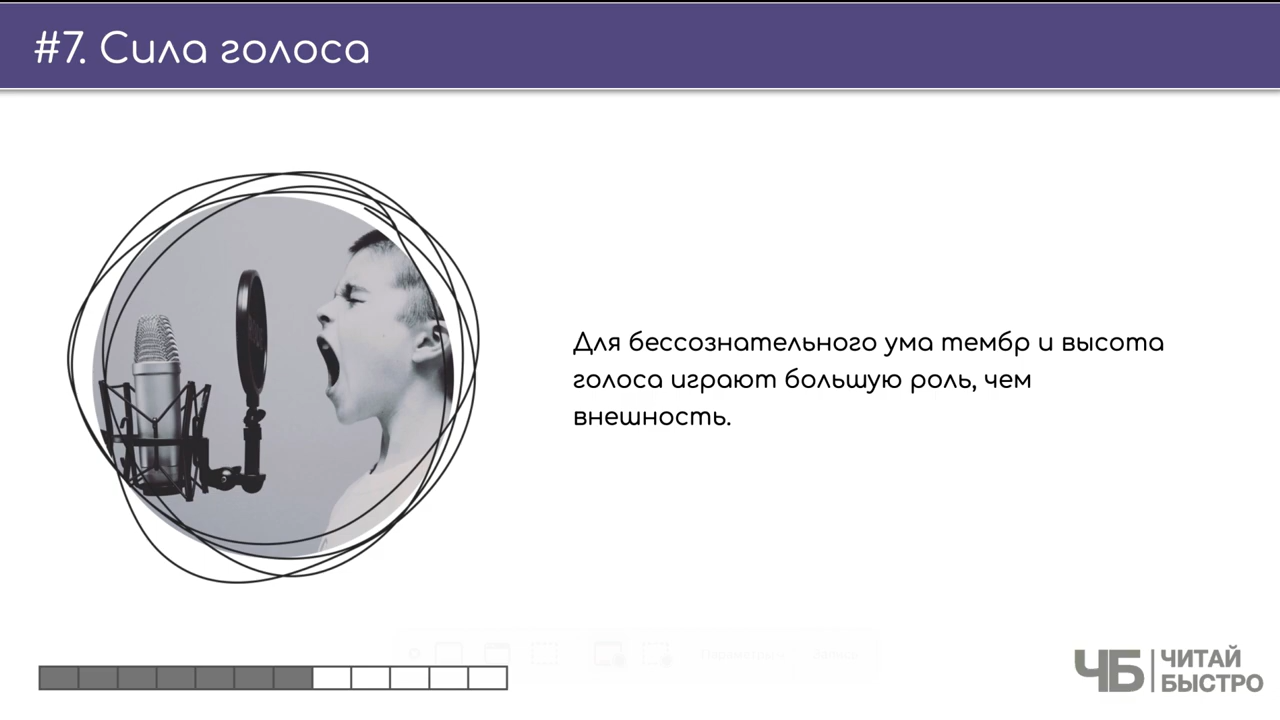 #7. Сила голоса
Для бессознательного ума тембр и высота
голоса играют большую роль, чем
внешность.
ЧБ
ЧИТАЙ
БЫСТРО